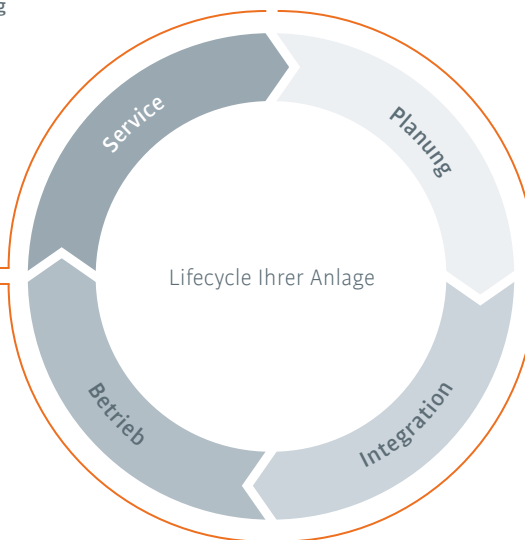 Service
Planung
Lifecycle Ihrer Anlage
Betrieb
Integration